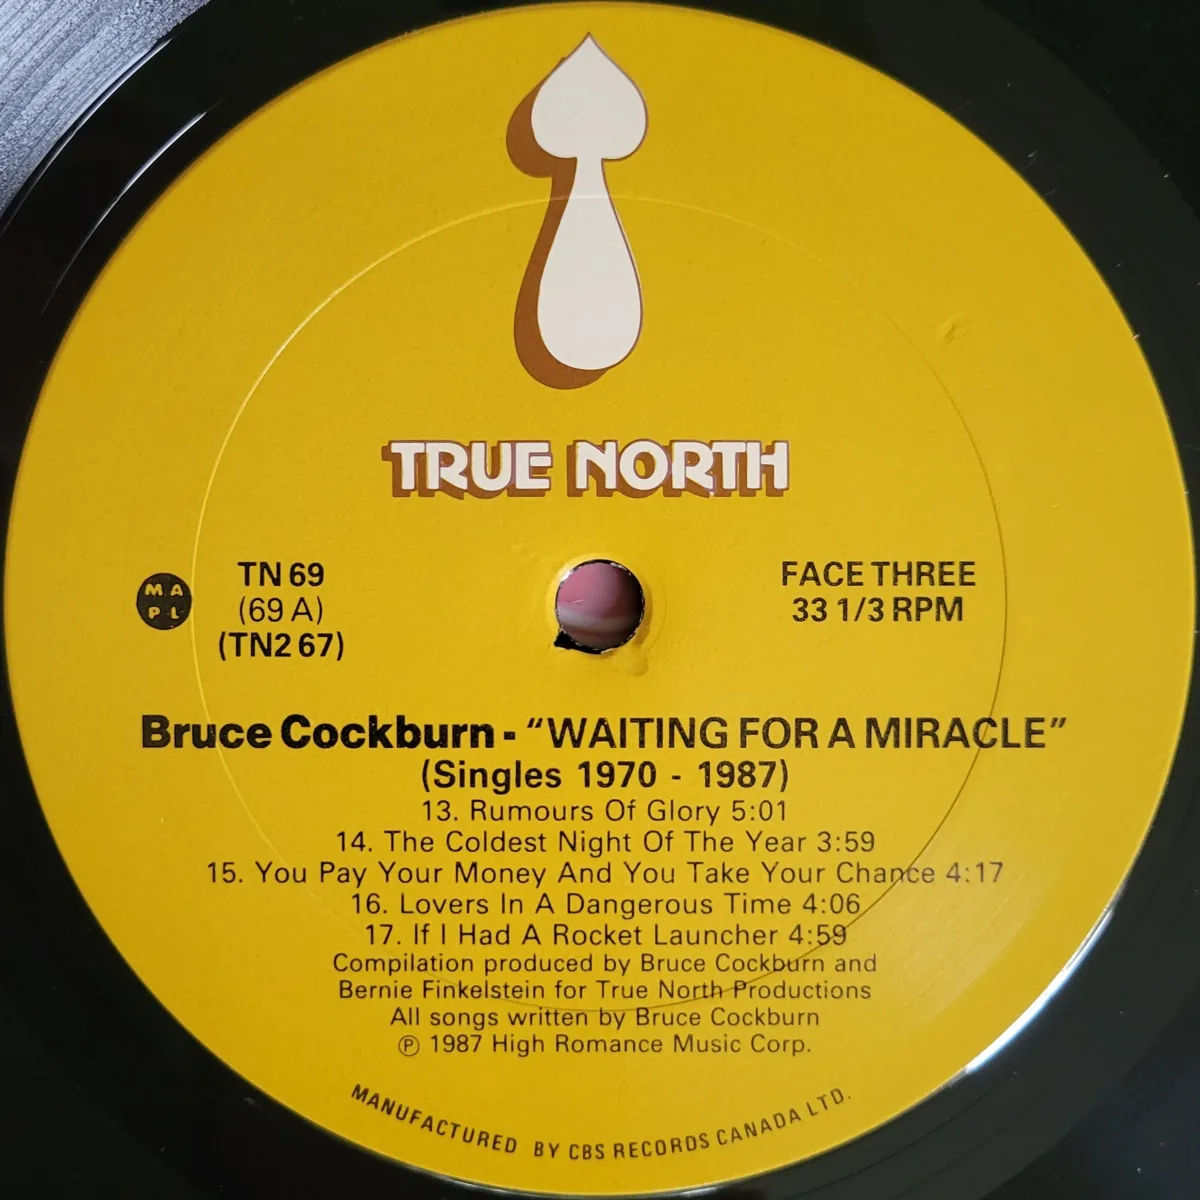 TRUE NORTH
M A
P L
TN 69
(69 A)
(TN2 67)
FACE THREE
33 1/3 RPM
Bruce Cockburn - “WAITING FOR A MIRACLE”
(Singles 1970 - 1987)
13. Rumours Of Glory 5:01
14. The Coldest Night Of The Year 3:59
15. You Pay Your Money And You Take Your Chance 4:17
16. Lovers In A Dangerous Time 4:06
17. If I Had A Rocket Launcher 4:59
Compilation produced by Bruce Cockburn and
Bernie Finkelstein for True North Productions
All songs written by Bruce Cockburn
℗ 1987 High Romance Music Corp.
MANUFACTURED BY CBS RECORDS CANADA LTD.